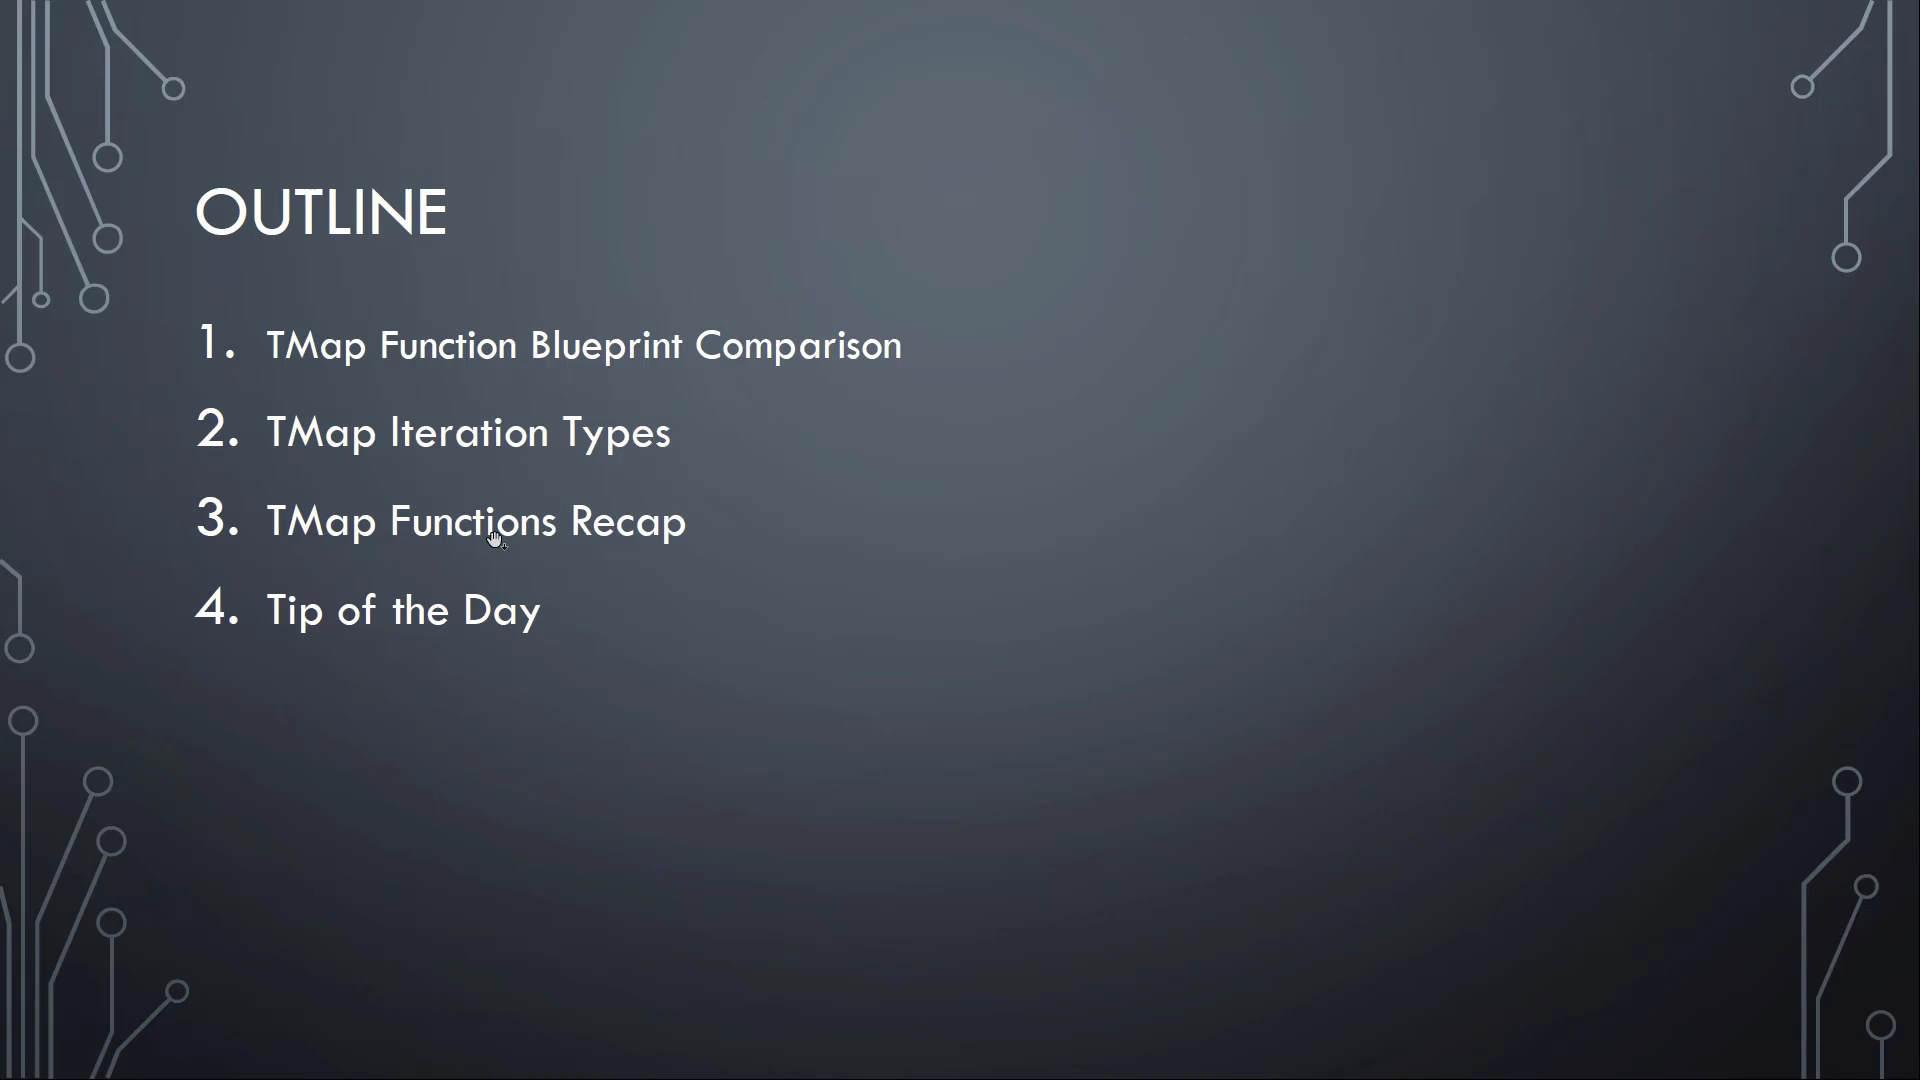 OUTLINE
1. TMap Function Blueprint Comparison
2. TMap Iteration Types
3. TMap Functions Recap
4. Tip of the Day